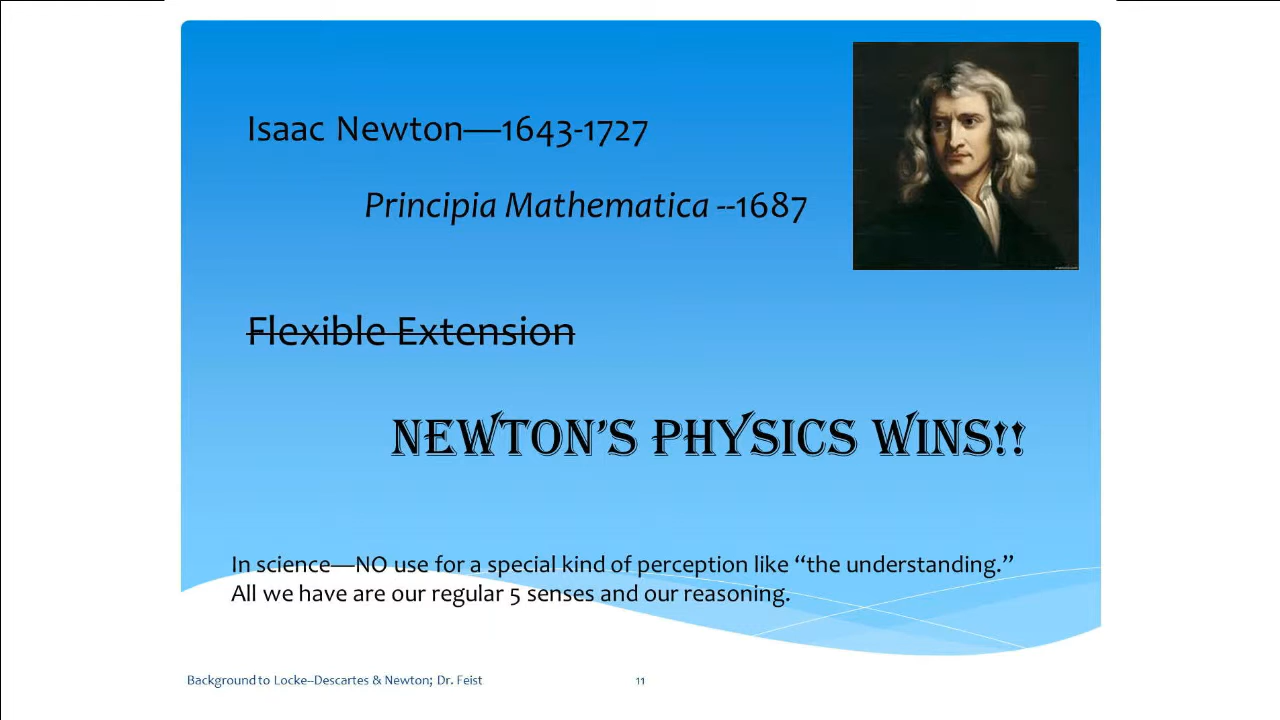 Isaac Newton—1643-1727
Principia Mathematica --1687
Flexible Extension
NEWTON’S PHYSICS WINS!!
In science—NO use for a special kind of perception like “the understanding.”
All we have are our regular 5 senses and our reasoning.
Background to Locke--Descartes & Newton; Dr. Feist
11